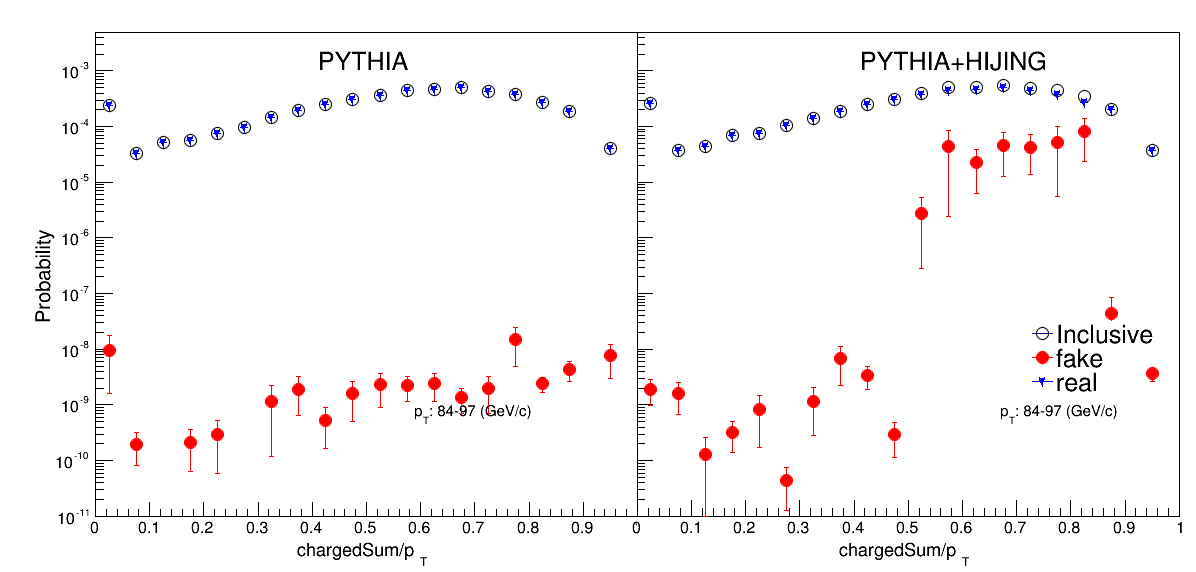 PYTHIA
PYTHIA+HIJING
Probability
10-3
10-4
10-5
10-6
10-7
10-8
10-9
10-10
10-11
Inclusive
fake
real
pT: 84-97 (GeV/c)
pT: 84-97 (GeV/c)
0 0.1 0.2 0.3 0.4 0.5 0.6 0.7 0.8 0.9
0 0.1 0.2 0.3 0.4 0.5 0.6 0.7 0.8 0.9 1
chargedSum/pT
chargedSum/pT